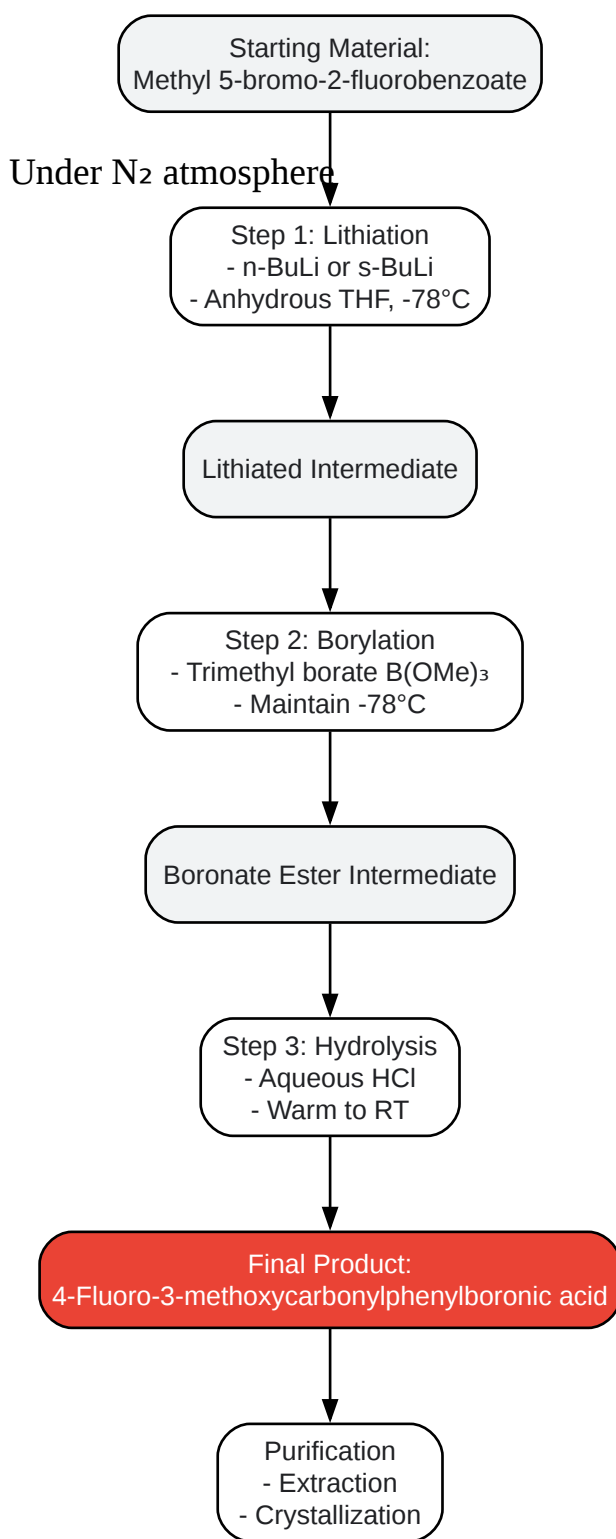 Starting Material:
Methyl 5-bromo-2-fluorobenzoate
Under N₂ atmosphere
Step 1: Lithiation
- n-BuLi or s-BuLi
- Anhydrous THF, -78°C
Lithiated Intermediate
Step 2: Borylation
- Trimethyl borate B(OMe)₃
- Maintain -78°C
Boronate Ester Intermediate
Step 3: Hydrolysis
- Aqueous HCl
- Warm to RT
Final Product:
4-Fluoro-3-methoxycarbonylphenylboronic acid
Purification
- Extraction
- Crystallization